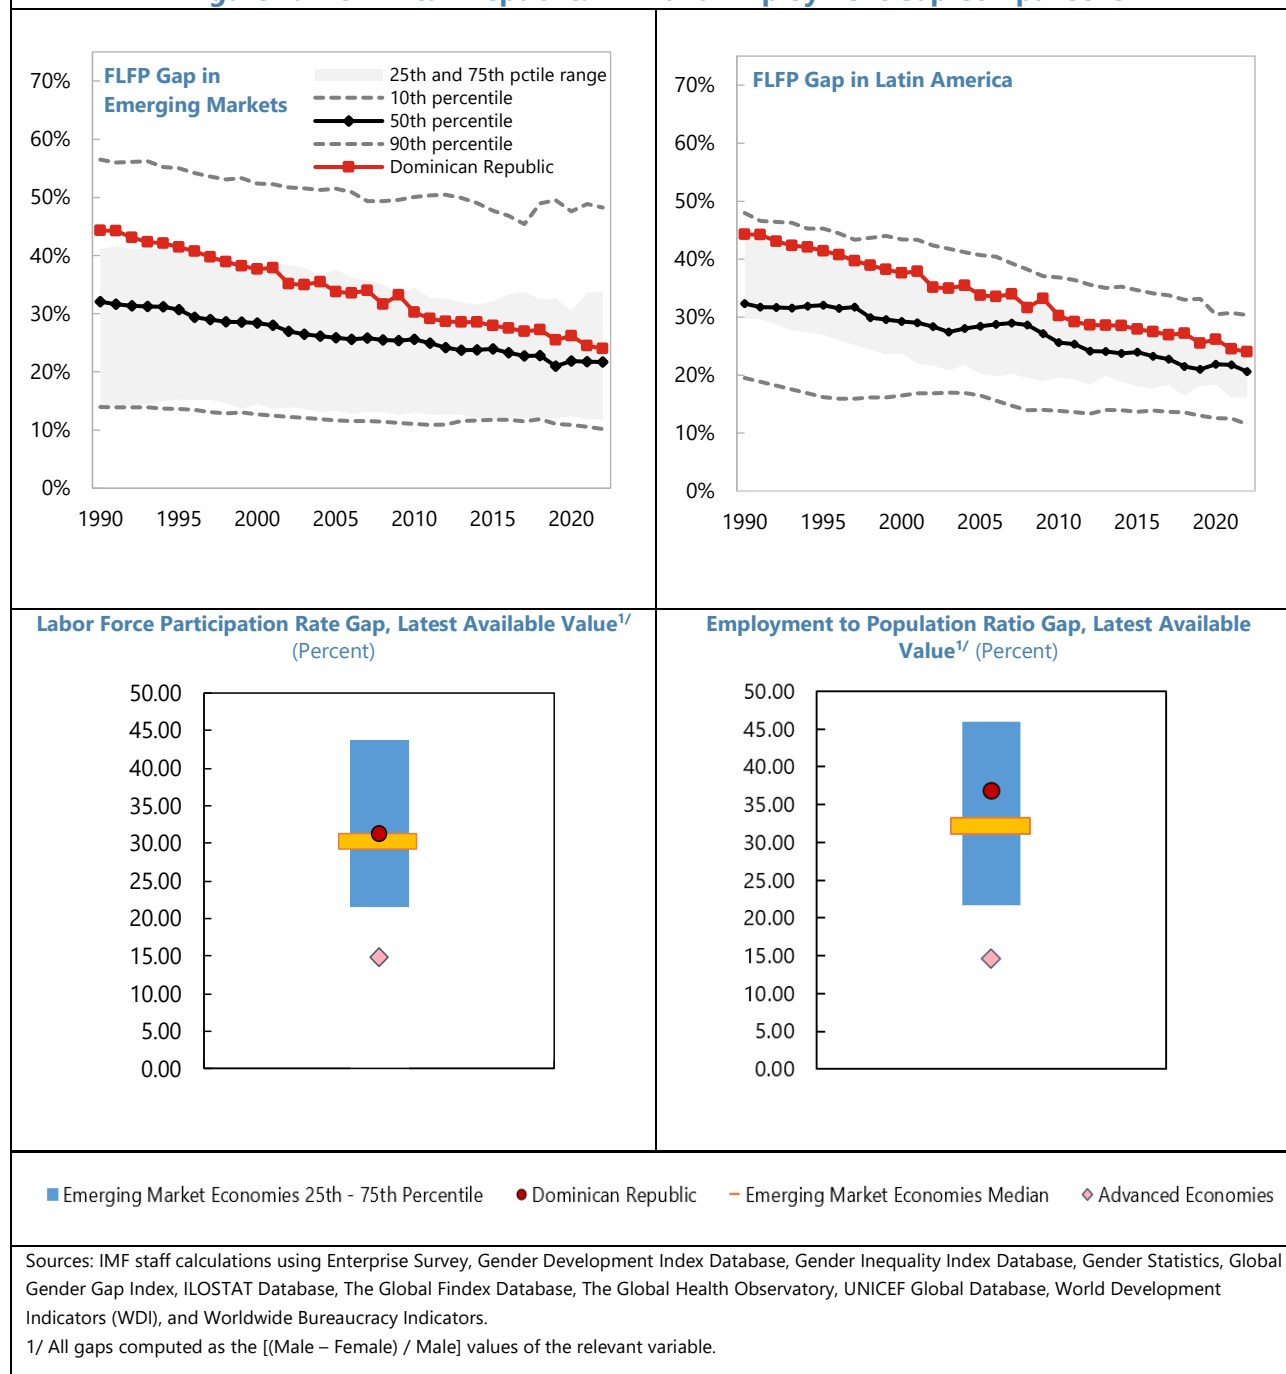 FLFP Gap in
Emerging Markets
25th and 75th pctile range
10th percentile
50th percentile
90th percentile
Dominican Republic
70%
60%
50%
40%
30%
20%
10%
0%
1990 1995 2000 2005 2010 2015 2020
FLFP Gap in Latin America
70%
60%
50%
40%
30%
20%
10%
0%
1990 1995 2000 2005 2010 2015 2020
Labor Force Participation Rate Gap, Latest Available Value1/
(Percent)
50.00
45.00
40.00
35.00
30.00
25.00
20.00
15.00
10.00
5.00
0.00
Employment to Population Ratio Gap, Latest Available
Value1/ (Percent)
50.00
45.00
40.00
35.00
30.00
25.00
20.00
15.00
10.00
5.00
0.00
Emerging Market Economies 25th - 75th Percentile Dominican Republic Emerging Market Economies Median Advanced Economies
Sources: IMF staff calculations using Enterprise Survey, Gender Development Index Database, Gender Inequality Index Database, Gender Statistics, Global
Gender Gap Index, ILOSTAT Database, The Global Findex Database, The Global Health Observatory, UNICEF Global Database, World Development
Indicators (WDI), and Worldwide Bureaucracy Indicators.
1/ All gaps computed as the [(Male – Female) / Male] values of the relevant variable.